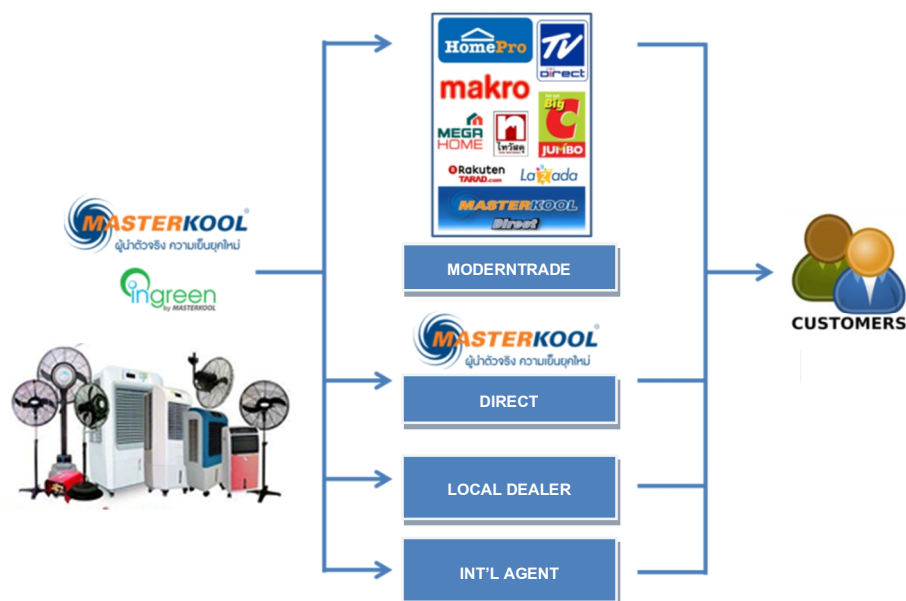 HomePro
TV
direct
makro
MEGA
HOME
ไทวัสดุ
Big
C
JUMBO
Rakuten
TARAD.com
Lazada
MASTERKOOL
Direct
MASTERKOOL®
ผู้นำตัวจริง ความเย็นยุคใหม่
ingreen
by MASTERKOOL
MODERNTRADE
MASTERKOOL®
ผู้นำตัวจริง ความเย็นยุคใหม่
DIRECT
LOCAL DEALER
INT'L AGENT
CUSTOMERS